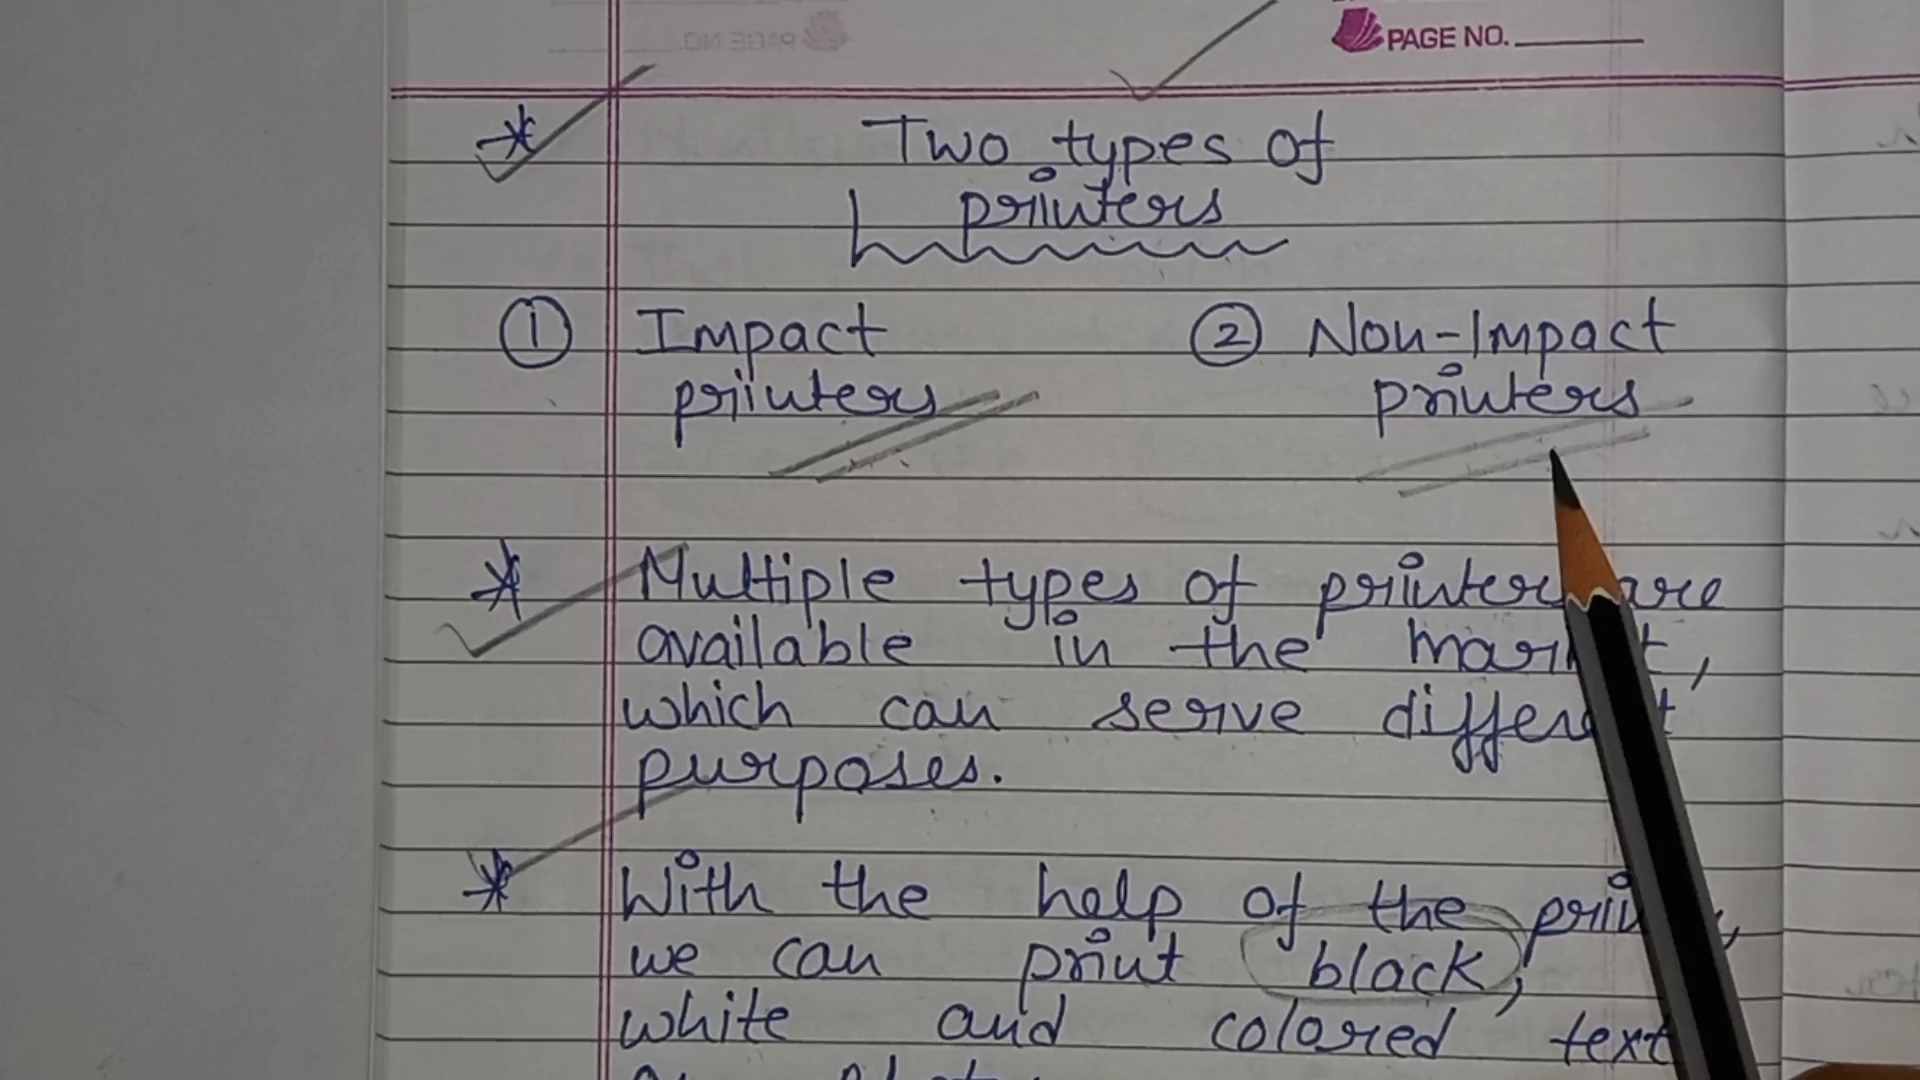 PAGE NO.
* Two types of
printers
① Impact ② Non-Impact
printers printers
* Multiple types of printer are
available in the
which can serve
purposes.
* With the help of the
we can print black,
white and colored text